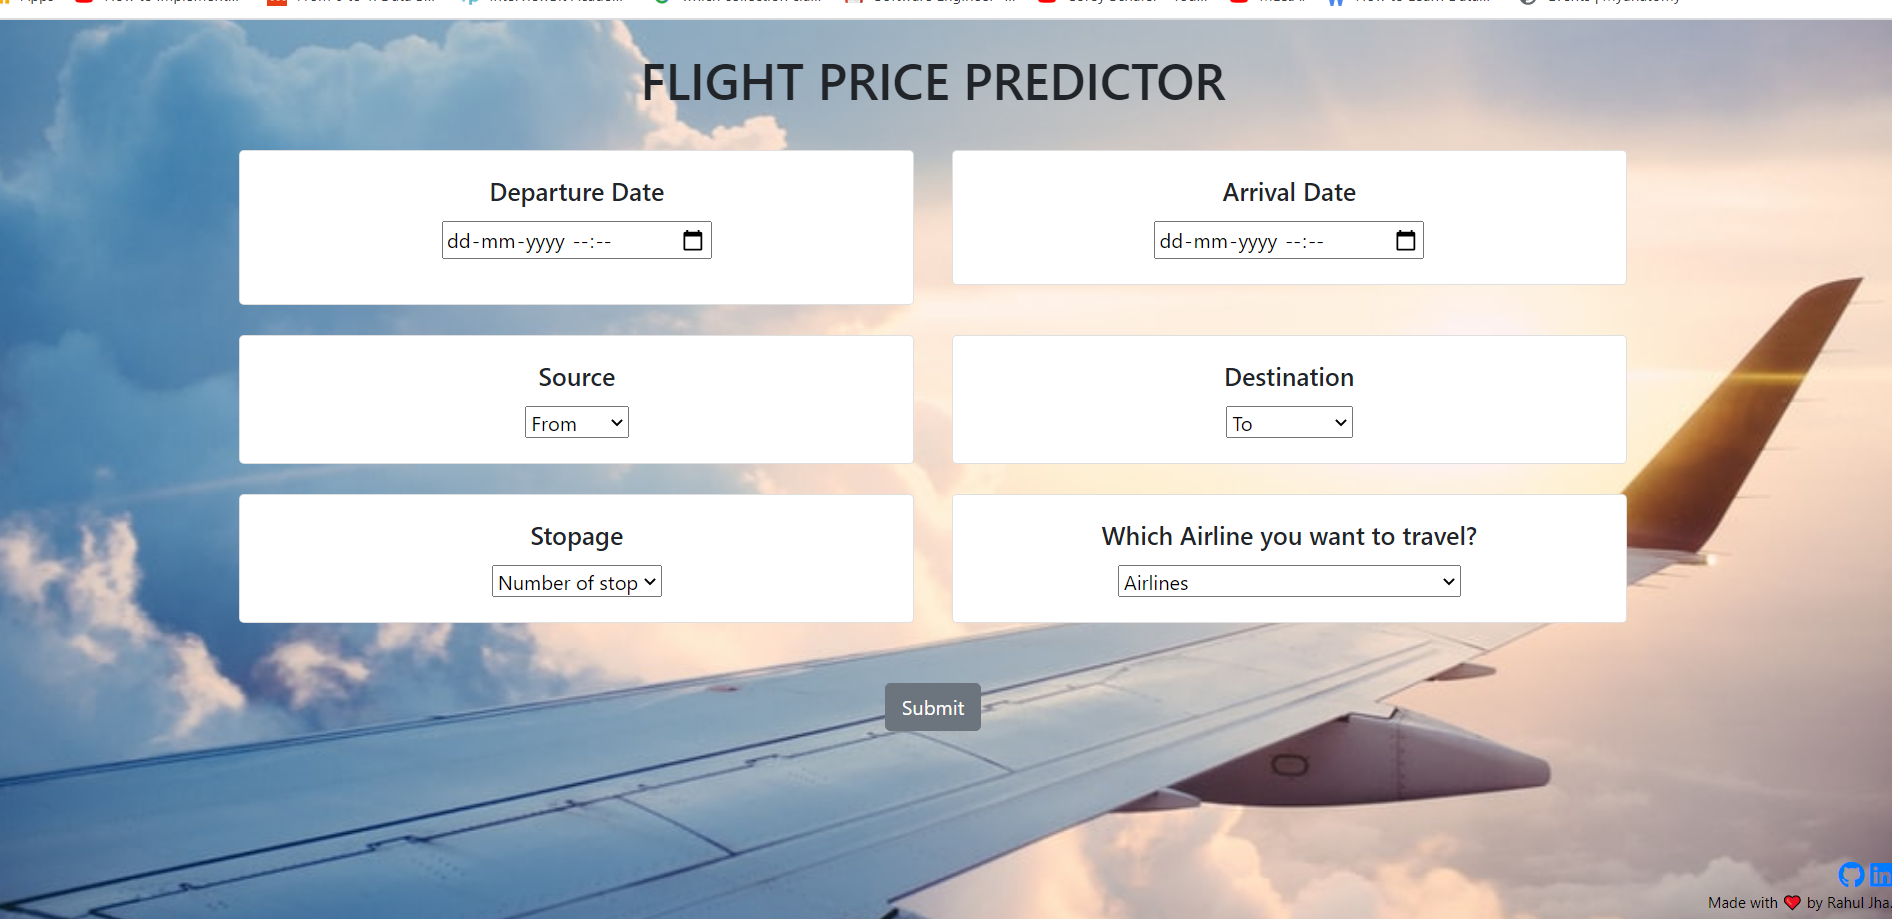 FLIGHT PRICE PREDICTOR
Departure Date
Arrival Date
dd-mm-yyyy --:--
dd-mm-yyyy --:--
Source
Destination
From
To
Stopage
Which Airline you want to travel?
Number of stop
Airlines
Submit
Made with ❤ by Rahul Jha.